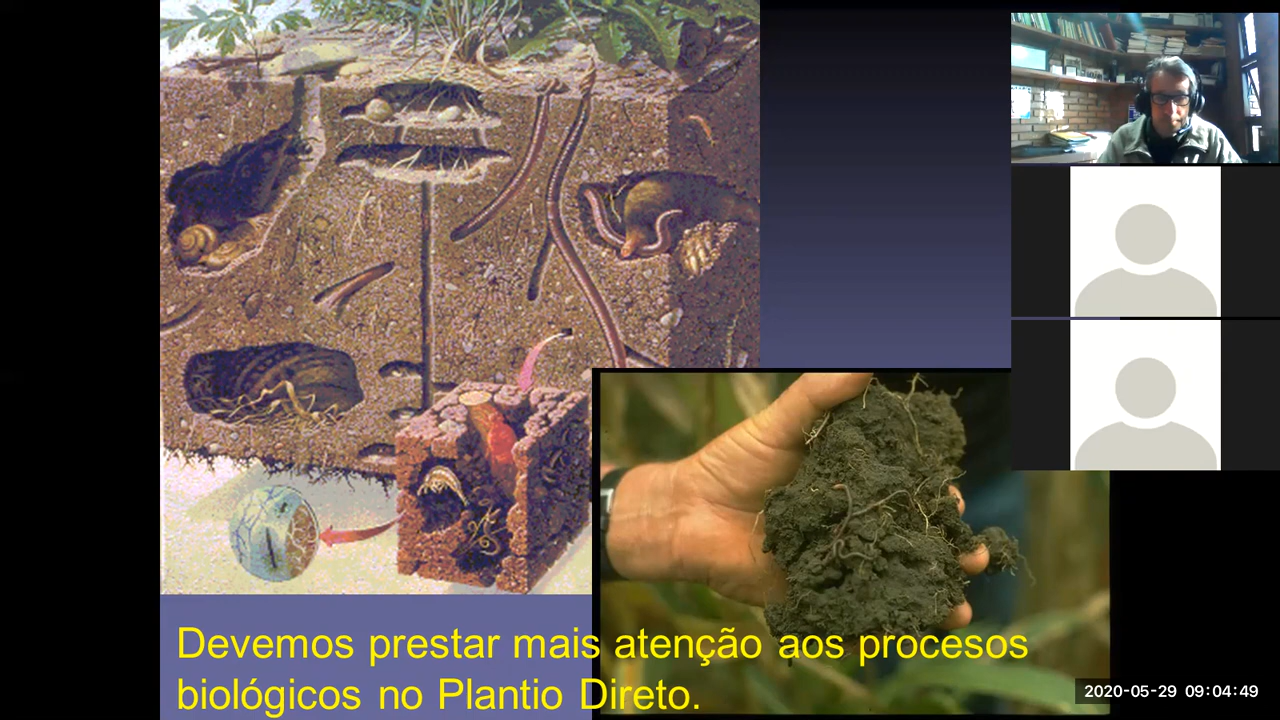 Devemos prestar mais atenção aos procesos
biológicos no Plantio Direto.
2020-05-29 09:04:49